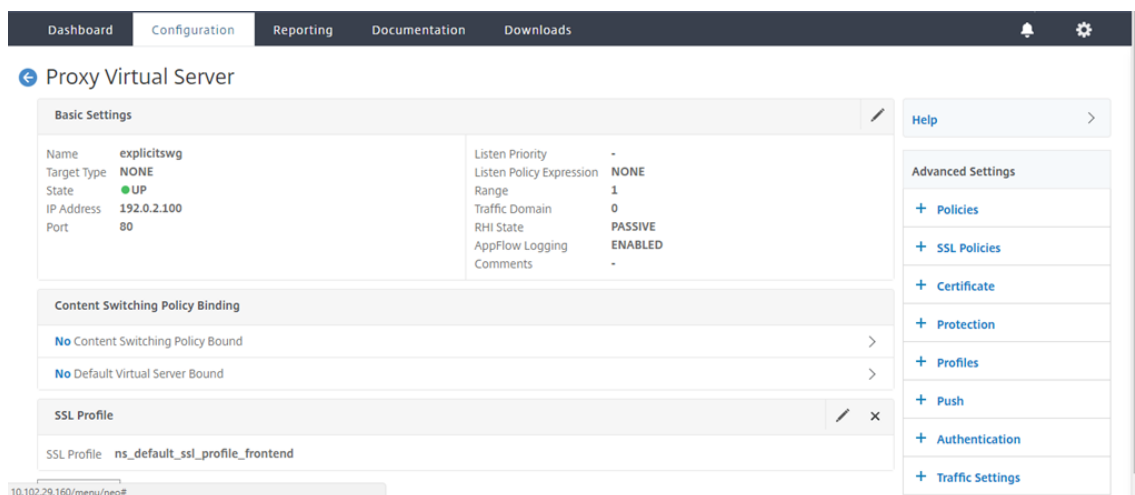 Dashboard Configuration Reporting Documentation Downloads
Proxy Virtual Server
Basic Settings
Name explicitswg
Target Type NONE
State UP
IP Address 192.0.2.100
Port 80
Listen Priority -
Listen Policy Expression NONE
Range 1
Traffic Domain 0
RHI State PASSIVE
AppFlow Logging ENABLED
Comments -
Content Switching Policy Binding
No Content Switching Policy Bound
No Default Virtual Server Bound
SSL Profile
SSL Profile ns_default_ssl_profile_frontend
Help
Advanced Settings
+ Policies
+ SSL Policies
+ Certificate
+ Protection
+ Profiles
+ Push
+ Authentication
+ Traffic Settings
10.102.29.160/menu/neo#